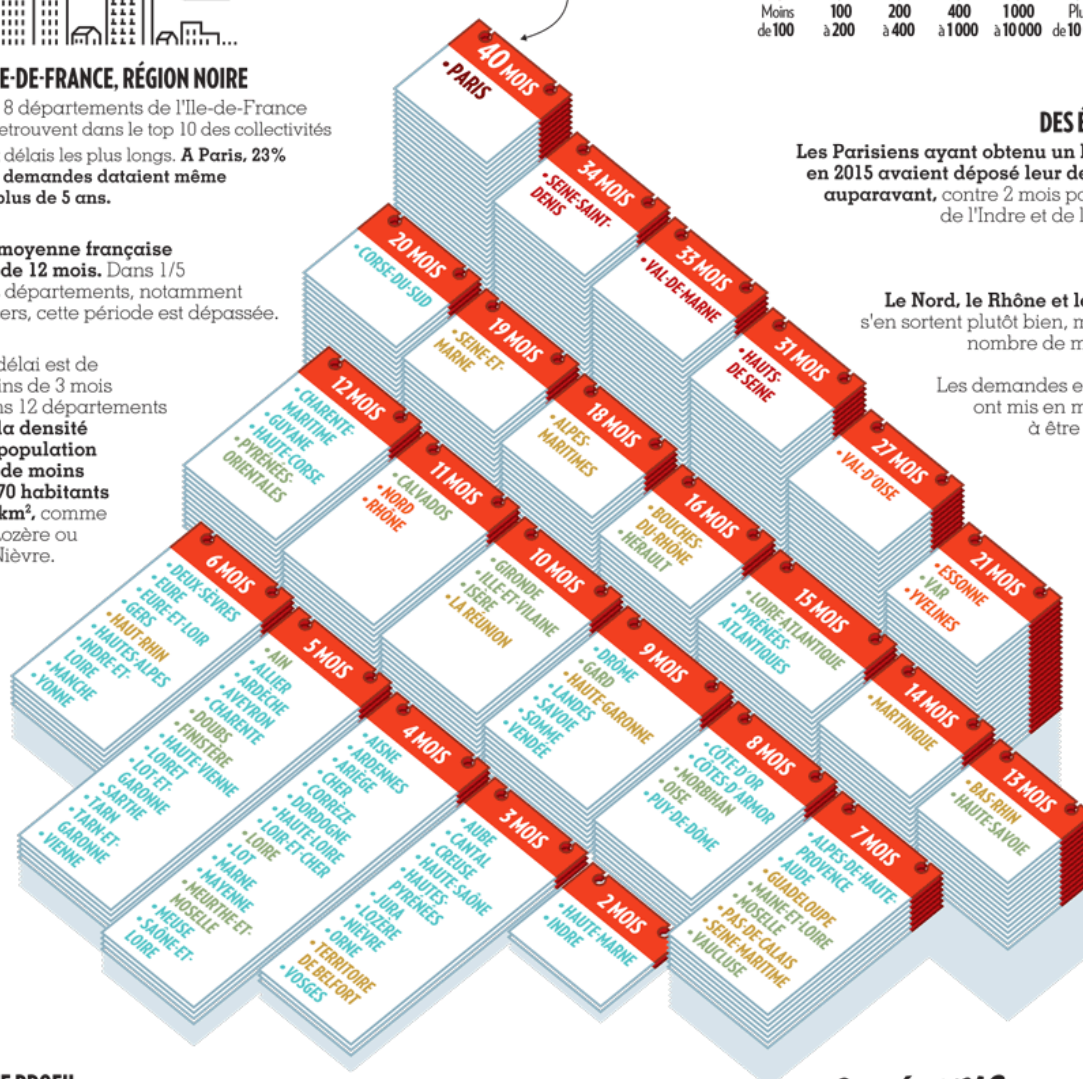 Moins de 100
100 à 200
200 à 400
400 à 1000
1000 à 10000
de 10
E-DE-FRANCE, RÉGION NOIRE
8 départements de l'Ile-de-France
etrouvent dans le top 10 des collectivités
délais les plus longs. A Paris, 23%
demandes dataient même
plus de 5 ans.
moyenne française
de 12 mois. Dans 1/5
départements, notamment
ers, cette période est dépassée.
délai est de
ins de 3 mois
ns 12 départements
la densité
population
de moins
70 habitants
km², comme
ozère ou
Nièvre.
DES É
Les Parisiens ayant obtenu un
en 2015 avaient déposé leur de
auparavant, contre 2 mois po
de l'Indre et de l
Le Nord, le Rhône et le
s'en sortent plutôt bien, m
nombre de m
Les demandes e
ont mis en m
à être
40 MOIS
•PARIS
34 MOIS
•SEINE-SAINT-
DENIS
33 MOIS
•VAL-DE-MARNE
31 MOIS
•HAUTS-
DE SEINE
27 MOIS
•VAL-D'OISE
21 MOIS
•ESSONNE
•VAR
•YVELINES
20 MOIS
•CORSE-DU-SUD
19 MOIS
•SEINE-ET-
MARNE
18 MOIS
•ALPES-
MARITIMES
16 MOIS
•BOUCHES-
DU-RHÔNE
•HÉRAULT
15 MOIS
•LOIRE-ATLANTIQUE
•PYRÉNÉES-
ATLANTIQUES
14 MOIS
•MARTINIQUE
13 MOIS
•BAS-RHIN
•HAUTE-SAVOIE
12 MOIS
•CHARENTE-
MARITIME
•GUYANE
•HAUTE-CORSE
•PYRÉNÉES-
ORIENTALES
11 MOIS
•CALVADOS
•NORD
•RHÔNE
10 MOIS
•GIRONDE
•ILLE-ET-VILAINE
•ISÈRE
•LA REUNION
9 MOIS
•DRÔME
•GARD
•HAUTE-GARONNE
•LANDES
•SAVOIE
•SOMME
•VENDÉE
8 MOIS
•CÔTE-D'OR
•CÔTES-D'ARMOR
•MORBIHAN
•OISE
•PUY-DE-DÔME
7 MOIS
•ALPES-DE-HAUTE-
PROVENCE
•AUDE
•GUADELOUPE
•MAINE-ET-LOIRE
•MOSELLE
•PAS-DE-CALAIS
•SEINE-MARITIME
•VAUCLUSE
6 MOIS
•DEUX-SÈVRES
•EURE
•EURE-ET-LOIR
•GERS
•HAUT-RHIN
•HAUTES-ALPES
•INDRE-ET-
LOIRE
•MANCHE
•YONNE
5 MOIS
•AIN
•ALLIER
•ARDÈCHE
•AVEYRON
•CHARENTE
•DOUBS
•FINISTÈRE
•HAUTE-VIENNE
•LOIRET
•LOT-ET-
GARONNE
•SARTHE
•TARN
•TARN-ET-
GARONNE
•VIENNE
4 MOIS
•AISNE
•ARDENNES
•ARIÈGE
•CHER
•CORRÈZE
•DORDOGNE
•HAUTE-LOIRE
•LOIR-ET-CHER
•LOIRE
•LOT
•MARNE
•MAYENNE
•MEURTHE-ET-
MOSELLE
•MEUSE
•SAÔNE-ET-
LOIRE
3 MOIS
•AUBE
•CANTAL
•CREUSE
•HAUTE-SAÔNE
•HAUTES-
PYRÉNÉES
•JURA
•LOZÈRE
•NIÈVRE
•ORNE
•TERRITOIRE
DE BELFORT
•VOSGES
2 MOIS
•HAUTE-MARNE
•INDRE